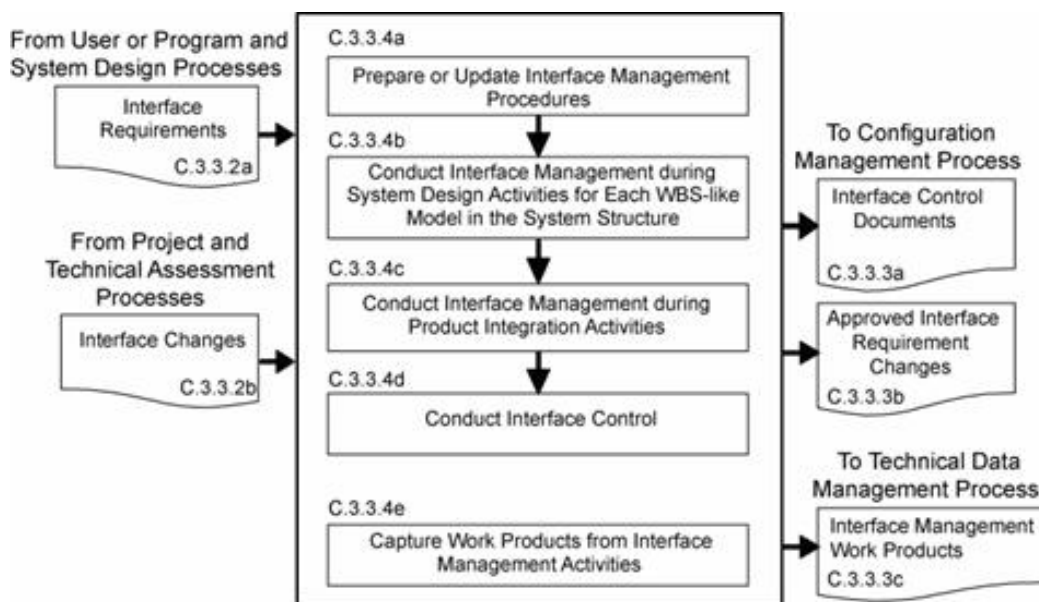 From User or Program and
System Design Processes
Interface
Requirements
C.3.3.2a
From Project and
Technical Assessment
Processes
Interface Changes
C.3.3.2b
C.3.3.4a
Prepare or Update Interface Management
Procedures
C.3.3.4b
Conduct Interface Management during
System Design Activities for Each WBS-like
Model in the System Structure
C.3.3.4c
Conduct Interface Management during
Product Integration Activities
C.3.3.4d
Conduct Interface Control
C.3.3.4e
Capture Work Products from Interface
Management Activities
To Configuration
Management Process
Interface Control
Documents
C.3.3.3a
Approved Interface
Requirement
Changes
C.3.3.3b
To Technical Data
Management Process
Interface Management
Work Products
C.3.3.3c